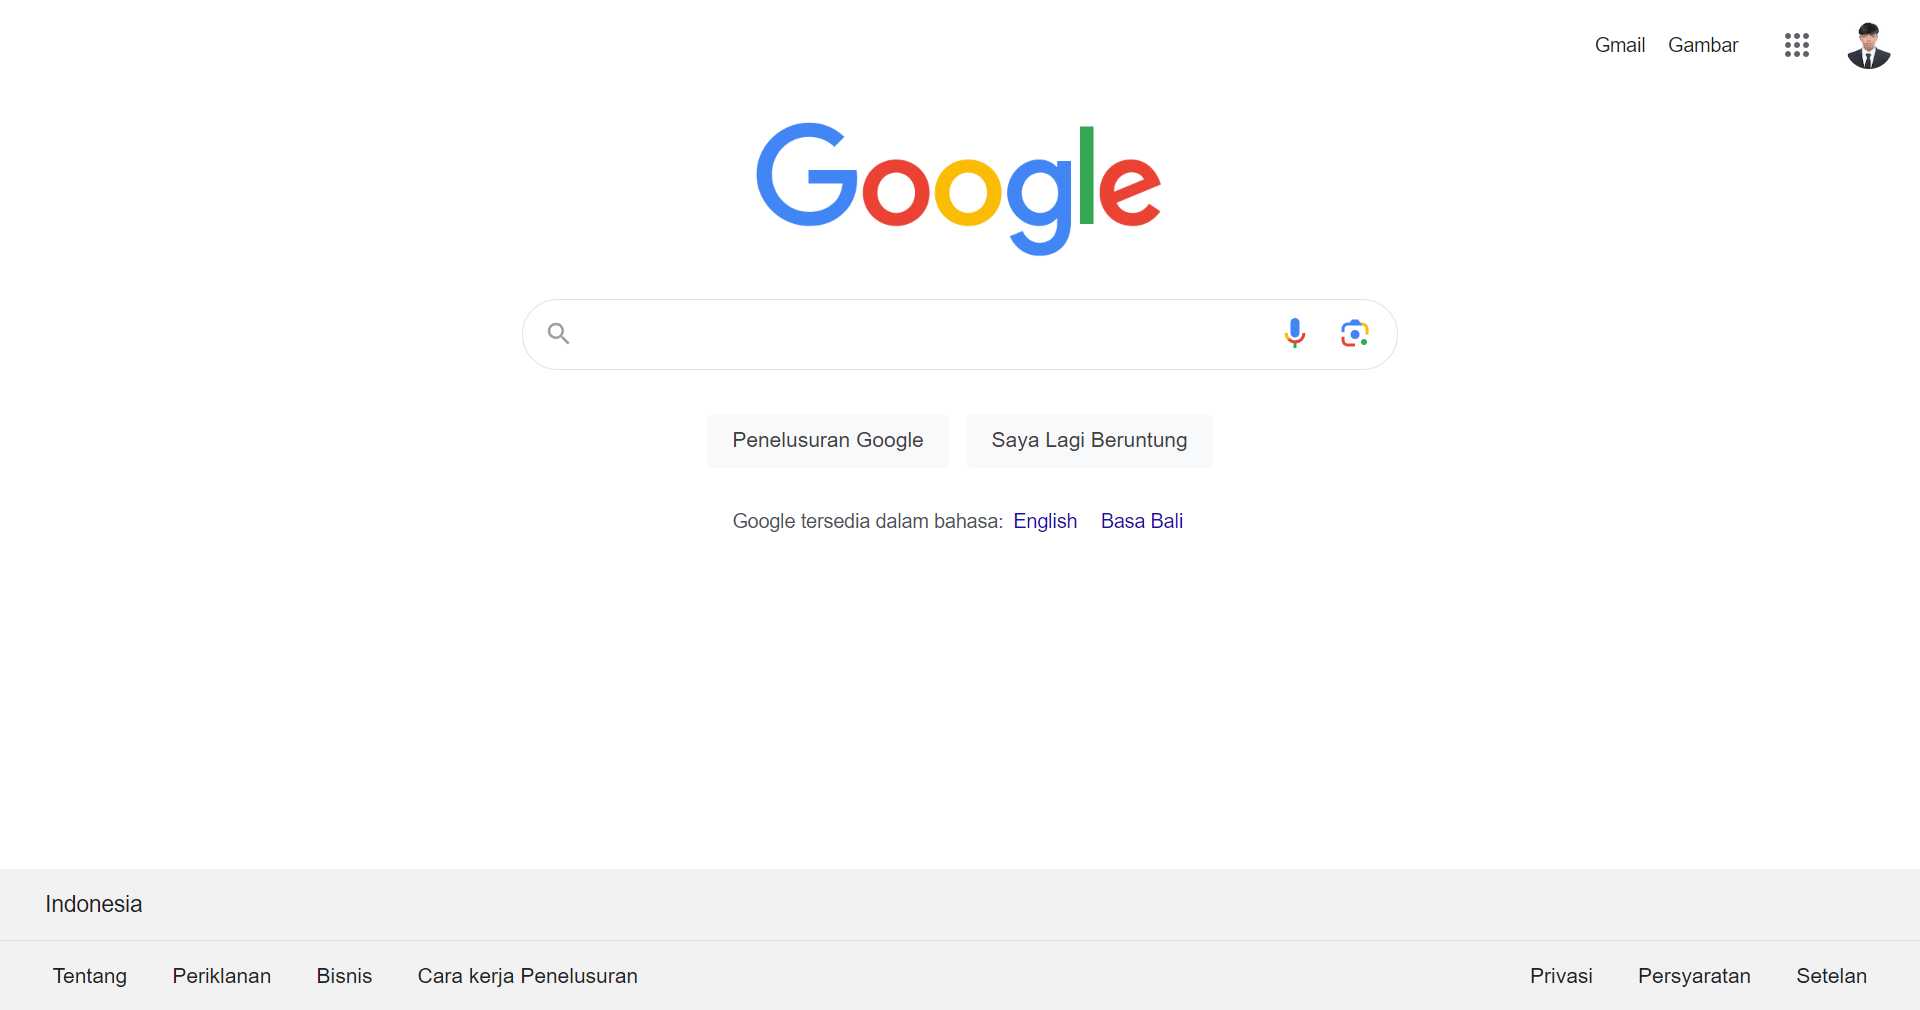 Gmail Gambar
Google
Penelusuran Google Saya Lagi Beruntung
Google tersedia dalam bahasa: English Basa Bali
Indonesia
Tentang Periklanan Bisnis Cara kerja Penelusuran Privasi Persyaratan Setelan